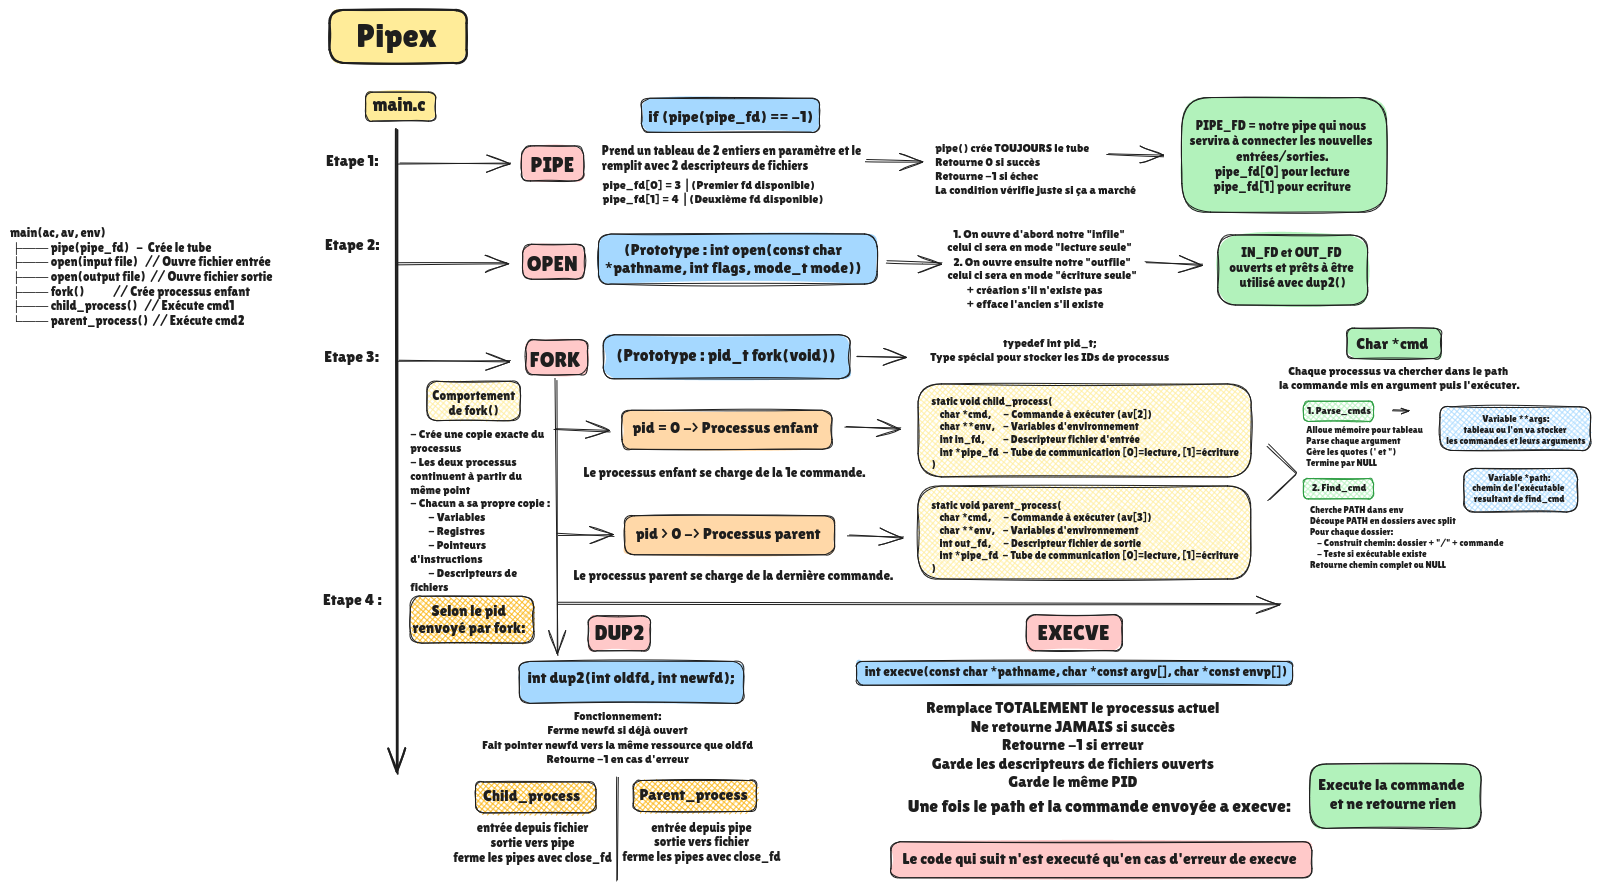 Pipex
main.c
main(ac, av, env)
pipe(pipe_fd) - Crée le tube
open(input file) // Ouvre fichier entrée
open(output file) // Ouvre fichier sortie
fork() // Crée processus enfant
child_process() // Exécute cmd1
parent_process() // Exécute cmd2
Etape 1:
PIPE
if (pipe(pipe_fd) == -1)
Prend un tableau de 2 entiers en paramètre et le
remplit avec 2 descripteurs de fichiers
pipe_fd[0] = 3 | (Premier fd disponible)
pipe_fd[1] = 4 | (Deuxième fd disponible)
pipe() crée TOUJOURS le tube
Retourne 0 si succès
Retourne -1 si échec
La condition vérifie juste si ça a marché
PIPE_FD = notre pipe qui nous
servira à connecter les nouvelles
entrées/sorties.
pipe_fd[0] pour lecture
pipe_fd[1] pour ecriture
Etape 2:
OPEN
(Prototype : int open(const char
*pathname, int flags, mode_t mode))
1. On ouvre d'abord notre "infile"
celui ci sera en mode "lecture seule"
2. On ouvre ensuite notre "outfile"
celui ci sera en mode "écriture seule"
+ création s'il n'existe pas
+ efface l'ancien s'il existe
IN_FD et OUT_FD
ouverts et prêts à être
utilisé avec dup2()
Etape 3:
FORK
(Prototype : pid_t fork(void))
typedef int pid_t;
Type spécial pour stocker les IDs de processus
Comportement
de fork()
- Crée une copie exacte du
processus
- Les deux processus
continuent à partir du
même point
- Chacun a sa propre copie :
- Variables
- Registres
- Pointeurs
d'instructions
- Descripteurs de
fichiers
pid = 0 -> Processus enfant
Le processus enfant se charge de la 1e commande.
static void child_process(
char *cmd, - Commande à exécuter (av[2])
char **env, - Variables d'environnement
int in_fd, - Descripteur fichier d'entrée
int *pipe_fd - Tube de communication [0]=lecture, [1]=écriture
)
pid > 0 -> Processus parent
Le processus parent se charge de la dernière commande.
static void parent_process(
char *cmd, - Commande à exécuter (av[3])
char **env, - Variables d'environnement
int out_fd, - Descripteur fichier de sortie
int *pipe_fd - Tube de communication [0]=lecture, [1]=écriture
)
Char *cmd
Chaque processus va chercher dans le path
la commande mis en argument puis l'exécuter.
1. Parse_cmds
Alloue mémoire pour tableau
Parse chaque argument
Gère les quotes (' et ")
Termine par NULL
Variable **args:
tableau ou l'on va stocker
les commandes et leurs arguments
2. Find_cmd
Cherche PATH dans env
Découpe PATH en dossiers avec split
Pour chaque dossier:
- Construit chemin: dossier + "/" + commande
- Teste si exécutable existe
Retourne chemin complet ou NULL
Variable *path:
chemin de l'exécutable
resultant de find_cmd
Etape 4 :
Selon le pid
renvoyé par fork:
DUP2
int dup2(int oldfd, int newfd);
Fonctionnement:
Ferme newfd si déjà ouvert
Fait pointer newfd vers la même ressource que oldfd
Retourne -1 en cas d'erreur
Child_process
entrée depuis fichier
sortie vers pipe
ferme les pipes avec close_fd
Parent_process
entrée depuis pipe
sortie vers fichier
ferme les pipes avec close_fd
EXECVE
int execve(const char *pathname, char *const argv[], char *const envp[])
Remplace TOTALEMENT le processus actuel
Ne retourne JAMAIS si succès
Retourne -1 si erreur
Garde les descripteurs de fichiers ouverts
Garde le même PID
Une fois le path et la commande envoyée a execve:
Execute la commande
et ne retourne rien
Le code qui suit n'est executé qu'en cas d'erreur de execve